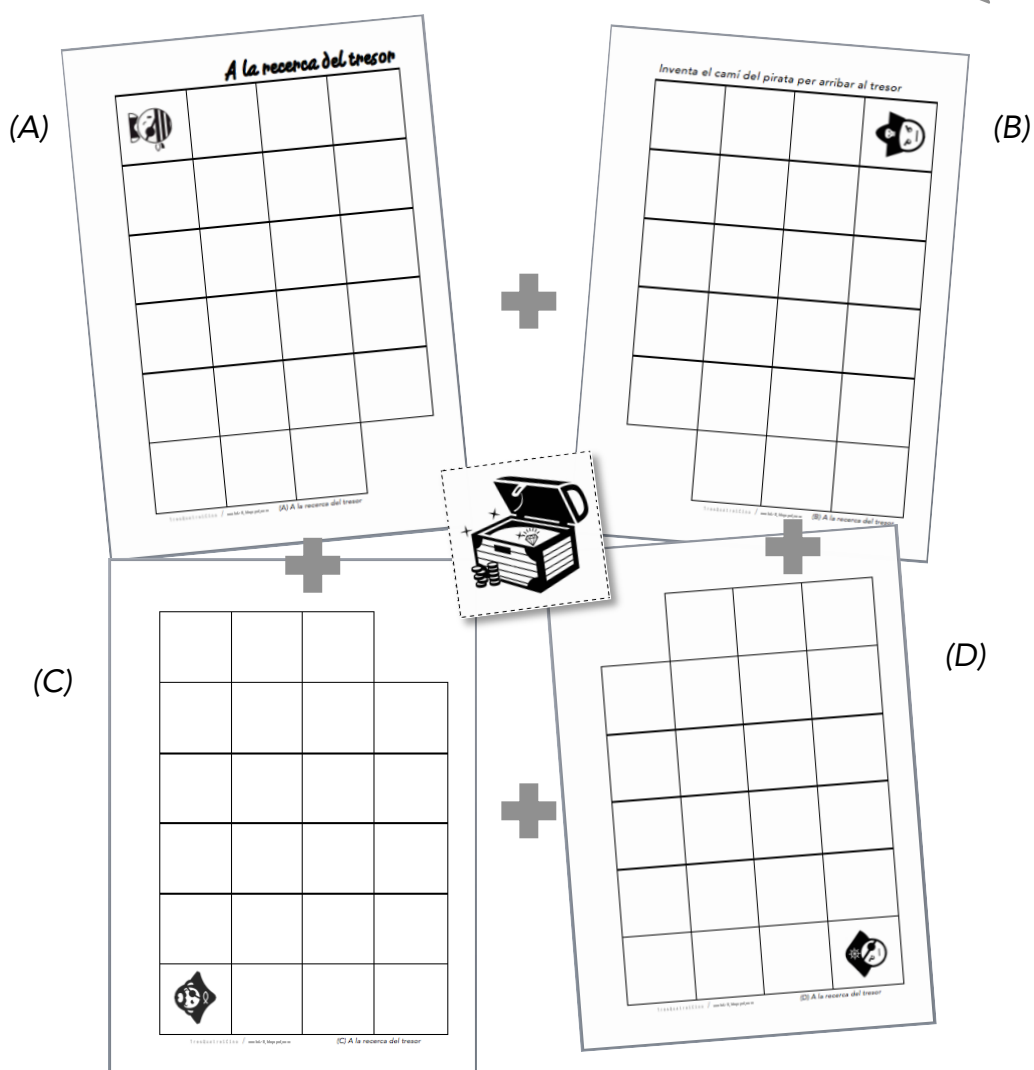 A la recerca del tresor
Inventa el camí del pirata per arribar al tresor
(A)
(B)
(A) A la recerca del tresor
(B) A la recerca del tresor
(C)
(D)
(C) A la recerca del tresor
(D) A la recerca del tresor